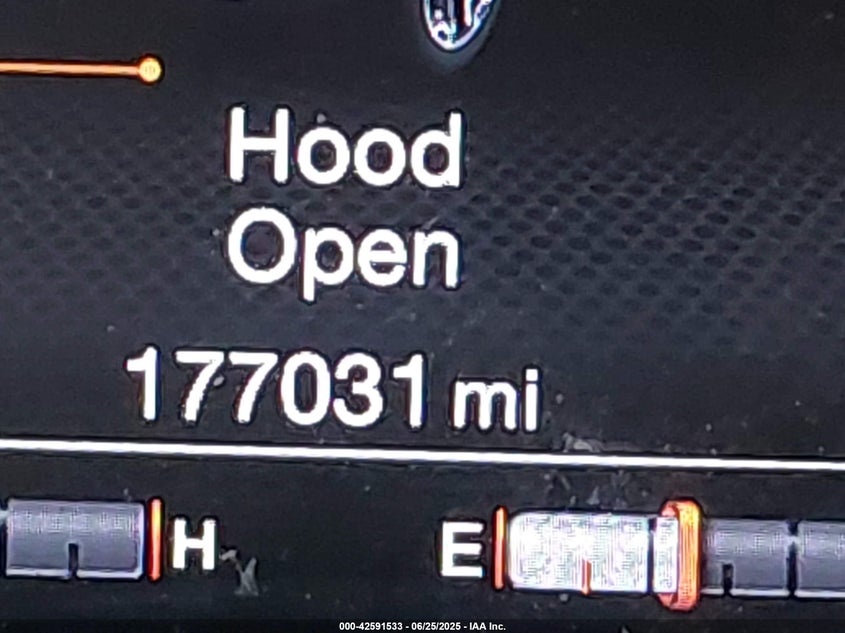 Hood
Open
177031 mi
H
E
000-42591533 - 06/25/2025 - IAA Inc.